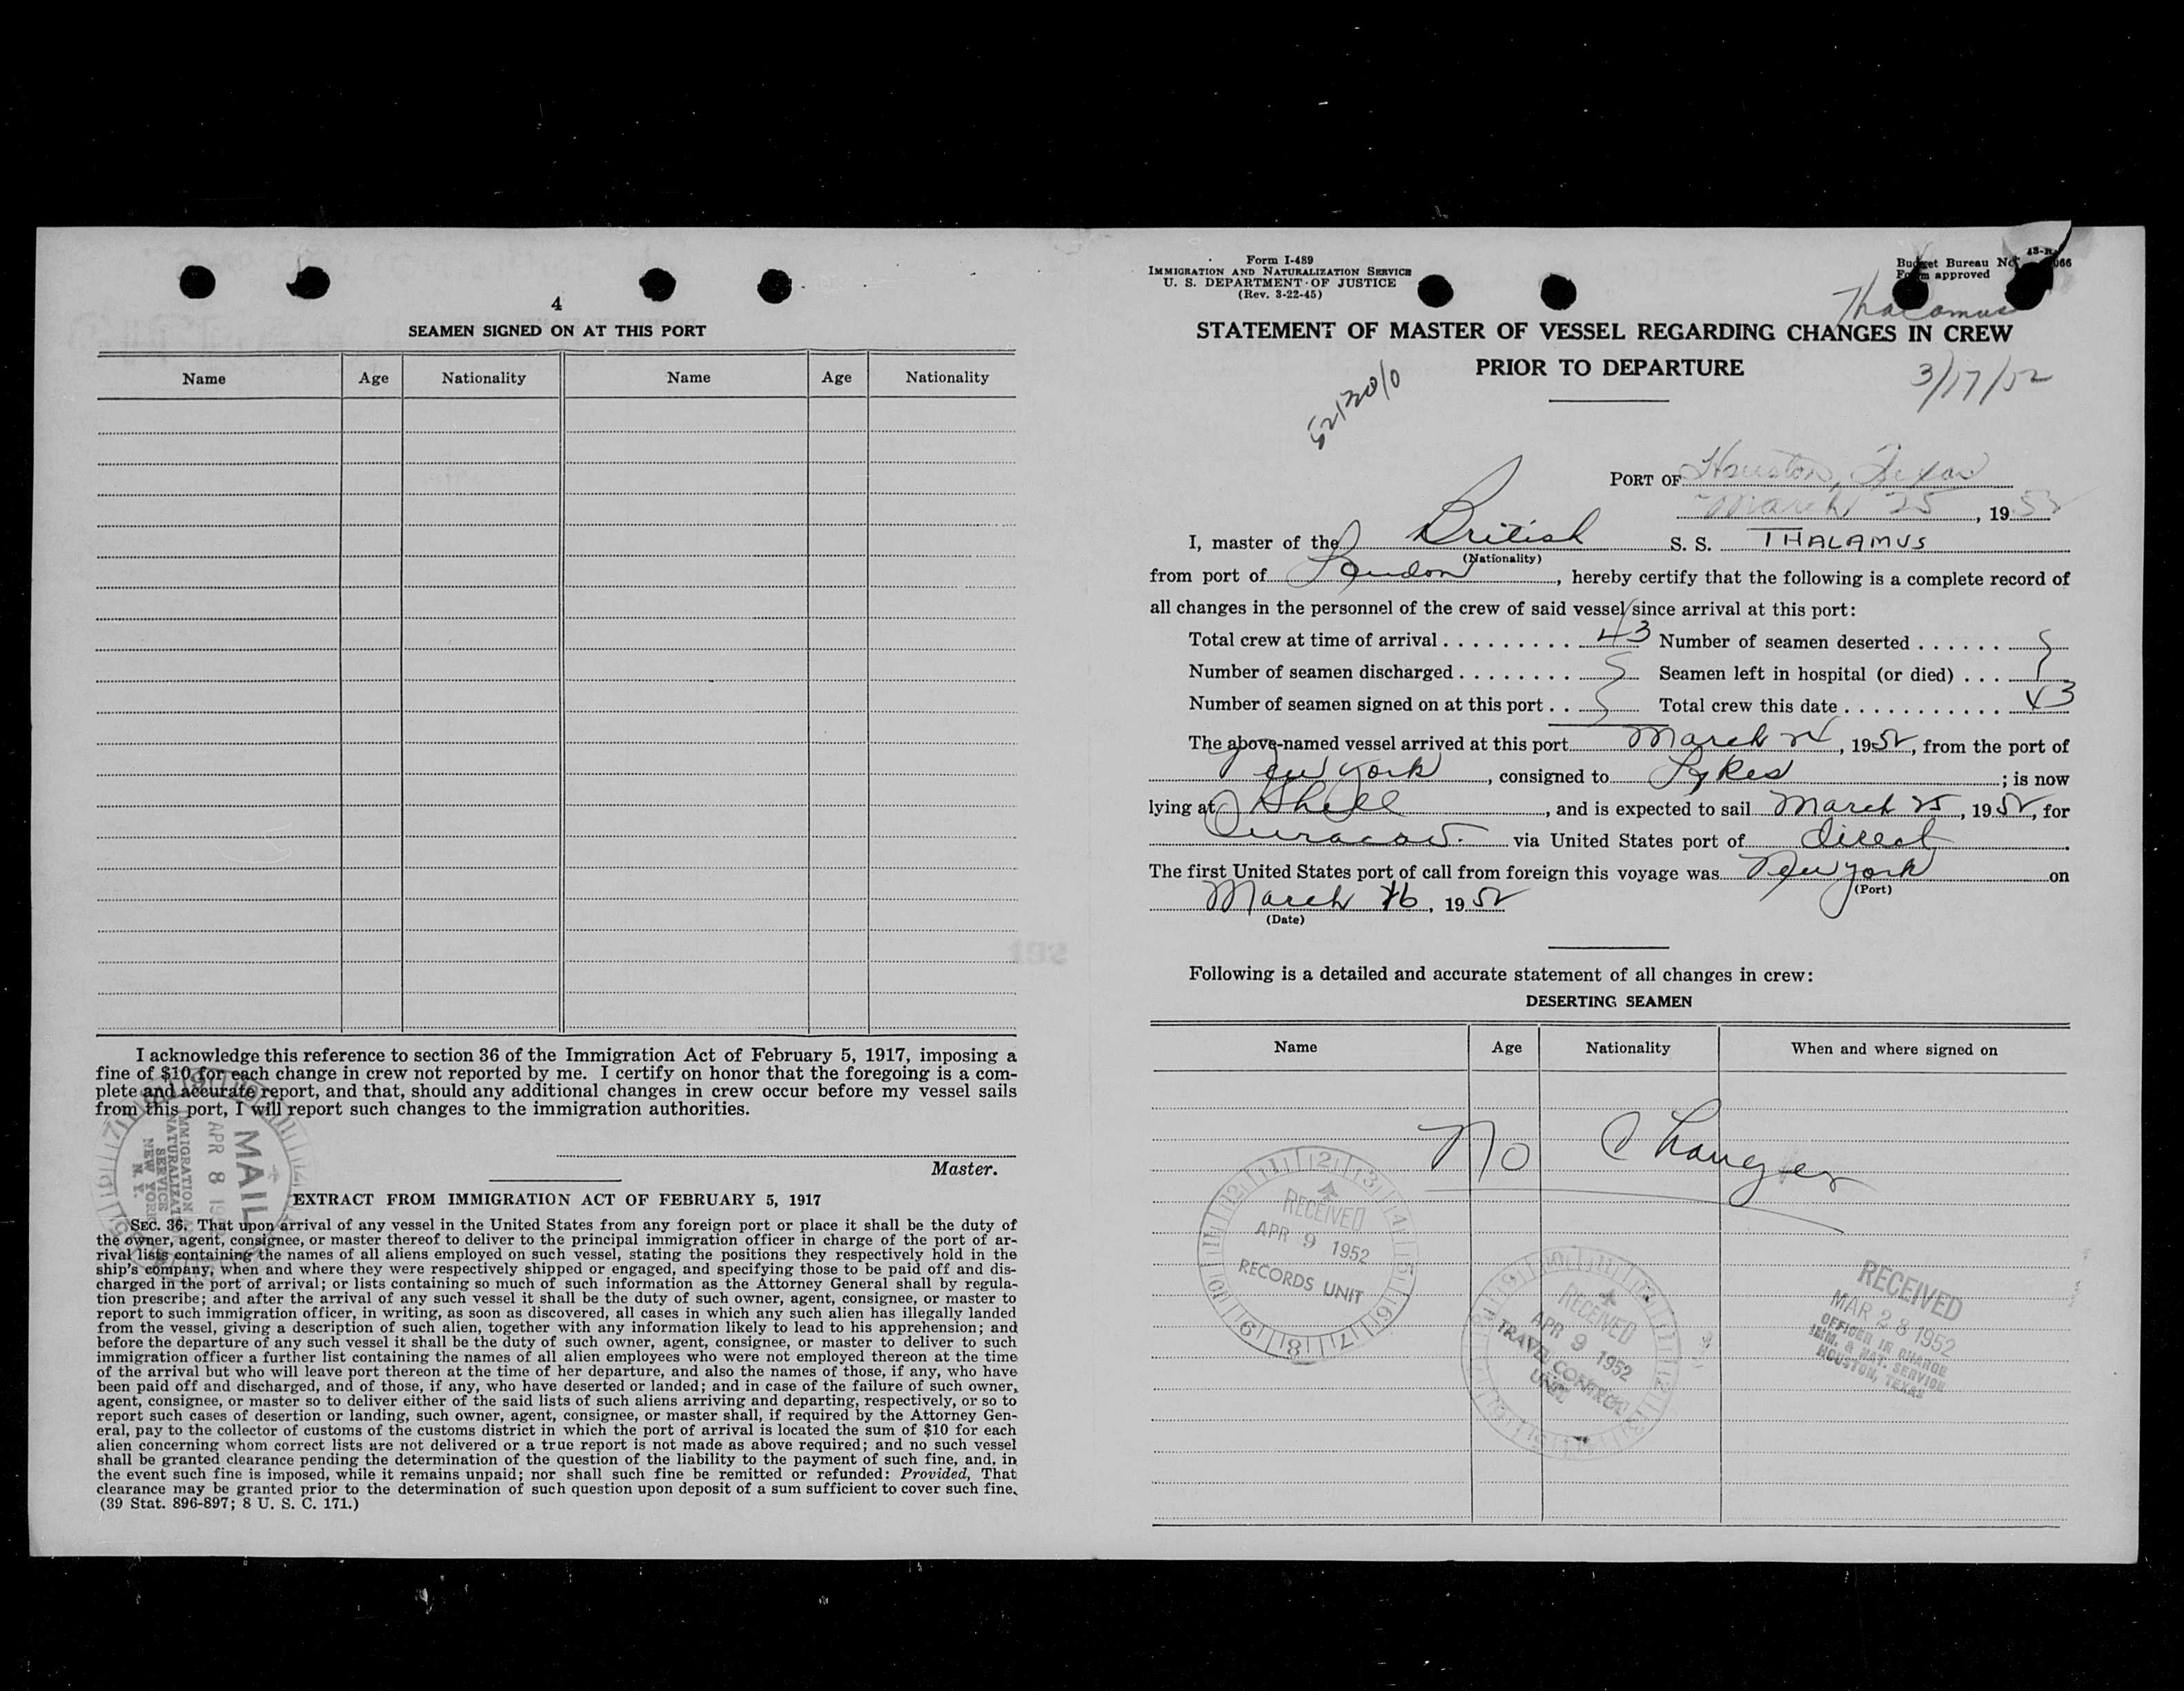 4
SEAMEN SIGNED ON AT THIS PORT
Name Age Nationality Name Age Nationality
I acknowledge this reference to section 36 of the Immigration Act of February 5, 1917, imposing a
fine of $10 for each change in crew not reported by me. I certify on honor that the foregoing is a com-
plete and accurate report, and that, should any additional changes in crew occur before my vessel sails
from this port, I will report such changes to the immigration authorities.
Master.
MAIL
APR 8
IMMIGRATION
NATURALIZATI
SERVICE
NEW YORK
N. Y.
EXTRACT FROM IMMIGRATION ACT OF FEBRUARY 5, 1917
SEC. 36. That upon arrival of any vessel in the United States from any foreign port or place it shall be the duty of
the owner, agent, consignee, or master thereof to deliver to the principal immigration officer in charge of the port of ar-
rival lists containing the names of all aliens employed on such vessel, stating the positions they respectively hold in the
ship's company, when and where they were respectively shipped or engaged, and specifying those to be paid off and dis-
charged in the port of arrival; or lists containing so much of such information as the Attorney General shall by regula-
tion prescribe; and after the arrival of any such vessel it shall be the duty of such owner, agent, consignee, or master to
report to such immigration officer, in writing, as soon as discovered, all cases in which any such alien has illegally landed
from the vessel, giving a description of such alien, together with any information likely to lead to his apprehension; and
before the departure of any such vessel it shall be the duty of such owner, agent, consignee, or master to deliver to such
immigration officer a further list containing the names of all alien employees who were not employed thereon at the time
of the arrival but who will leave port thereon at the time of her departure, and also the names of those, if any, who have
been paid off and discharged, and of those, if any, who have deserted or landed; and in case of the failure of such owner,
agent, consignee, or master so to deliver either of the said lists of such aliens arriving and departing, respectively, or so to
report such cases of desertion or landing, such owner, agent, consignee, or master shall, if required by the Attorney Gen-
eral, pay to the collector of customs of the customs district in which the port of arrival is located the sum of $10 for each
alien concerning whom correct lists are not delivered or a true report is not made as above required; and no such vessel
shall be granted clearance pending the determination of the question of the liability to the payment of such fine, and, in
the event such fine is imposed, while it remains unpaid; nor shall such fine be remitted or refunded: Provided, That
clearance may be granted prior to the determination of such question upon deposit of a sum sufficient to cover such fine.
(39 Stat. 896-897; 8 U. S. C. 171.)
Form I-489
IMMIGRATION AND NATURALIZATION SERVICE
U. S. DEPARTMENT OF JUSTICE
(Rev. 3-22-45)
Budget Bureau No.
Form approved
Thalamus
STATEMENT OF MASTER OF VESSEL REGARDING CHANGES IN CREW
PRIOR TO DEPARTURE
3/17/52
PORT OF Houston, Texas
March 25, 1952
I, master of the British S. S. THALAMUS
(Nationality)
from port of London, hereby certify that the following is a complete record of
all changes in the personnel of the crew of said vessel since arrival at this port:
Total crew at time of arrival 43 Number of seamen deserted
Number of seamen discharged Seamen left in hospital (or died)
Number of seamen signed on at this port Total crew this date 43
The above-named vessel arrived at this port March 24, 1952, from the port of
New York, consigned to Lykes; is now
lying at Shell, and is expected to sail March 25, 1952, for
Curacao. via United States port of direct.
The first United States port of call from foreign this voyage was New York on
(Port)
March 16, 1952
(Date)
Following is a detailed and accurate statement of all changes in crew:
DESERTING SEAMEN
Name Age Nationality When and where signed on
No Changes
RECEIVED
APR 9 1952
RECORDS UNIT
RECEIVED
APR 9 1952
TRAVEL CONTROL
UNIT
RECEIVED
MAR 28 1952
OFFICER IN CHARGE
IMM. & NAT. SERVICE
HOUSTON, TEXAS